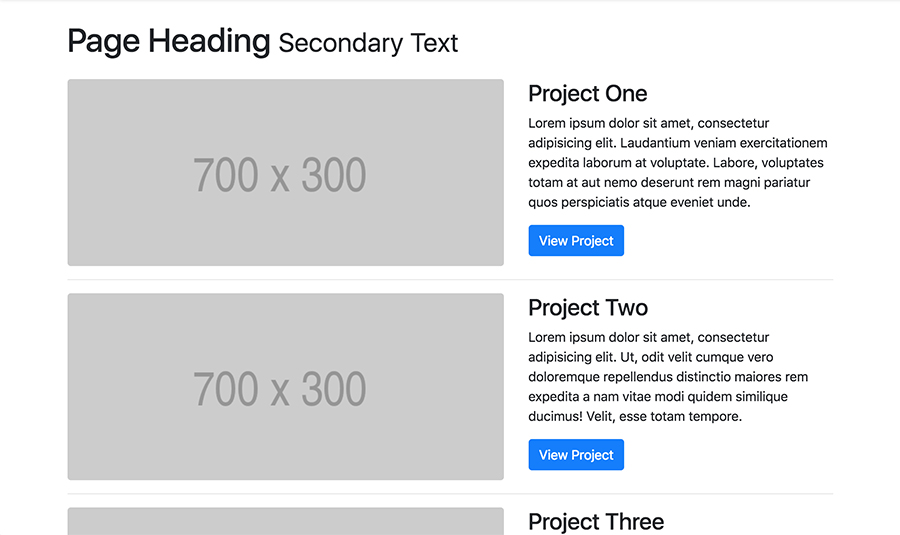 Page Heading Secondary Text
700 x 300
Project One
Lorem ipsum dolor sit amet, consectetur
adipisicing elit. Laudantium veniam exercitationem
expedita laborum at voluptate. Labore, voluptates
totam at aut nemo deserunt rem magni pariatur
quos perspiciatis atque eveniet unde.
View Project
700 x 300
Project Two
Lorem ipsum dolor sit amet, consectetur
adipisicing elit. Ut, odit velit cumque vero
doloremque repellendus distinctio maiores rem
expedita a nam vitae modi quidem similique
ducimus! Velit, esse totam tempore.
View Project
Project Three